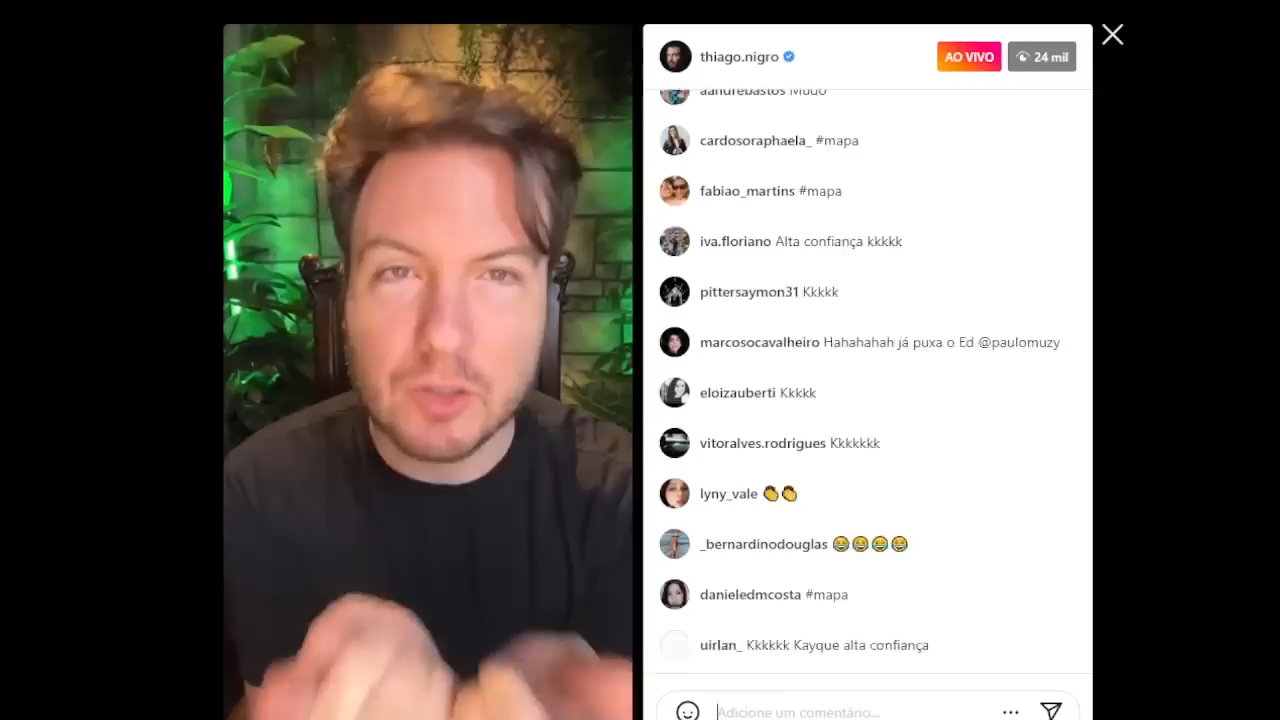 thiago.nigro
AO VIVO
24 mil
aandrebastos Mudo
cardosoraphaela_ #mapa
fabiao_martins #mapa
iva.floriano Alta confiança kkkkk
pittersaymon31 Kkkkk
marcosocavalheiro Hahahahah já puxa o Ed @paulomuzy
eloizauberti Kkkkk
vitoralves.rodrigues Kkkkkkk
lyny_vale 👏👏
_bernardinodouglas 😂😂😂😂
danieledmcosta #mapa
uirlan_ Kkkkkk Kayque alta confiança
Adicione um comentário...